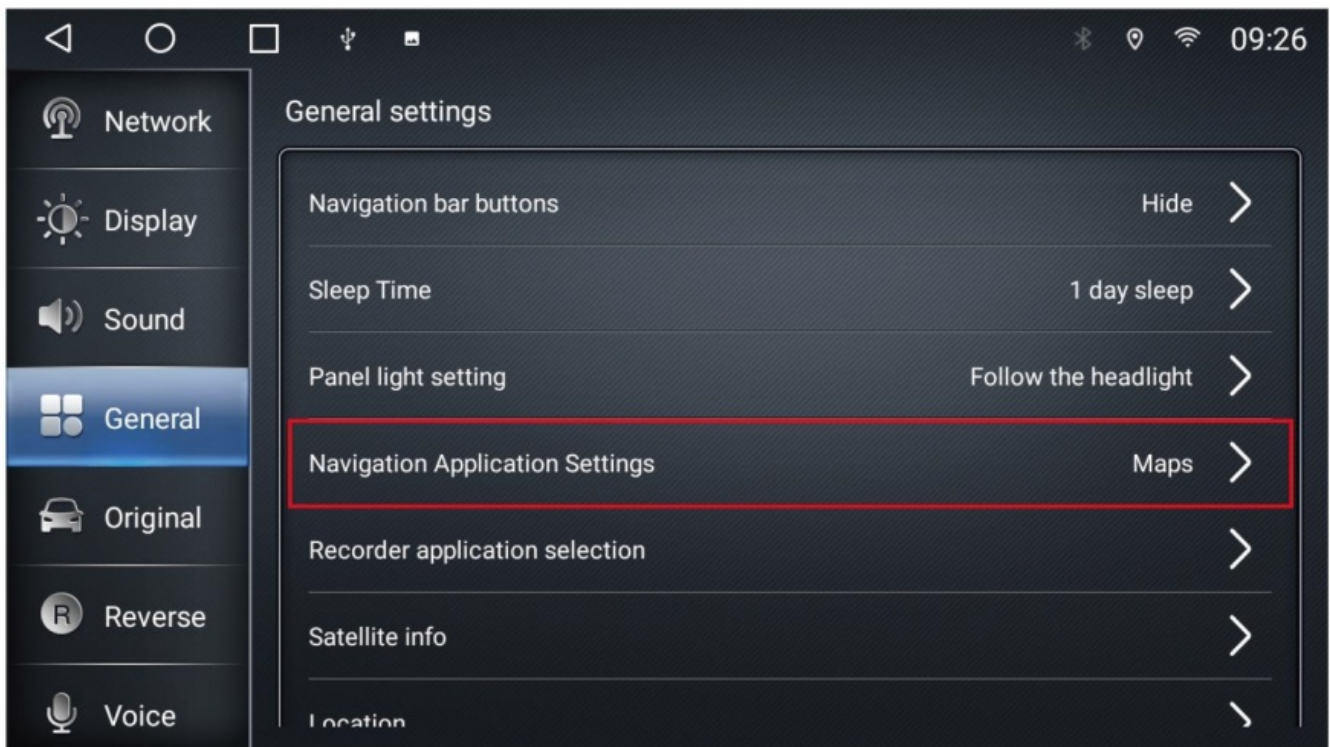 09:26
Network
Display
Sound
General
Original
R Reverse
Voice
General settings
Navigation bar buttons Hide
Sleep Time 1 day sleep
Panel light setting Follow the headlight
Navigation Application Settings Maps
Recorder application selection
Satellite info
Location